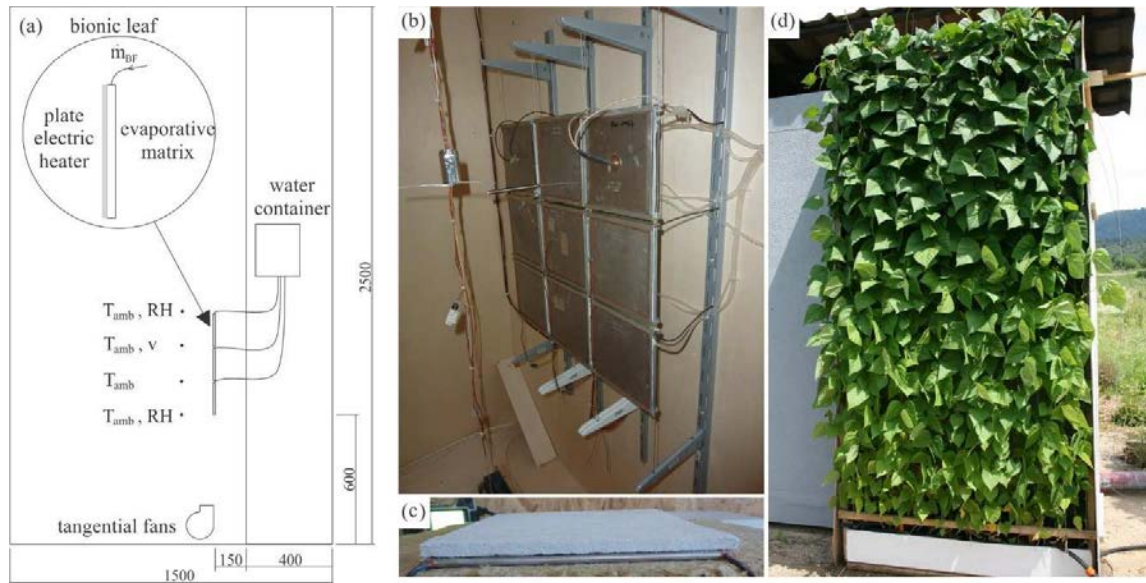 (a)
bionic leaf
ṁBF
plate
electric
heater
evaporative
matrix
water
container
Tamb , RH
Tamb , v
Tamb
Tamb , RH
2500
600
tangential fans
150
400
1500
(b)
(c)
(d)